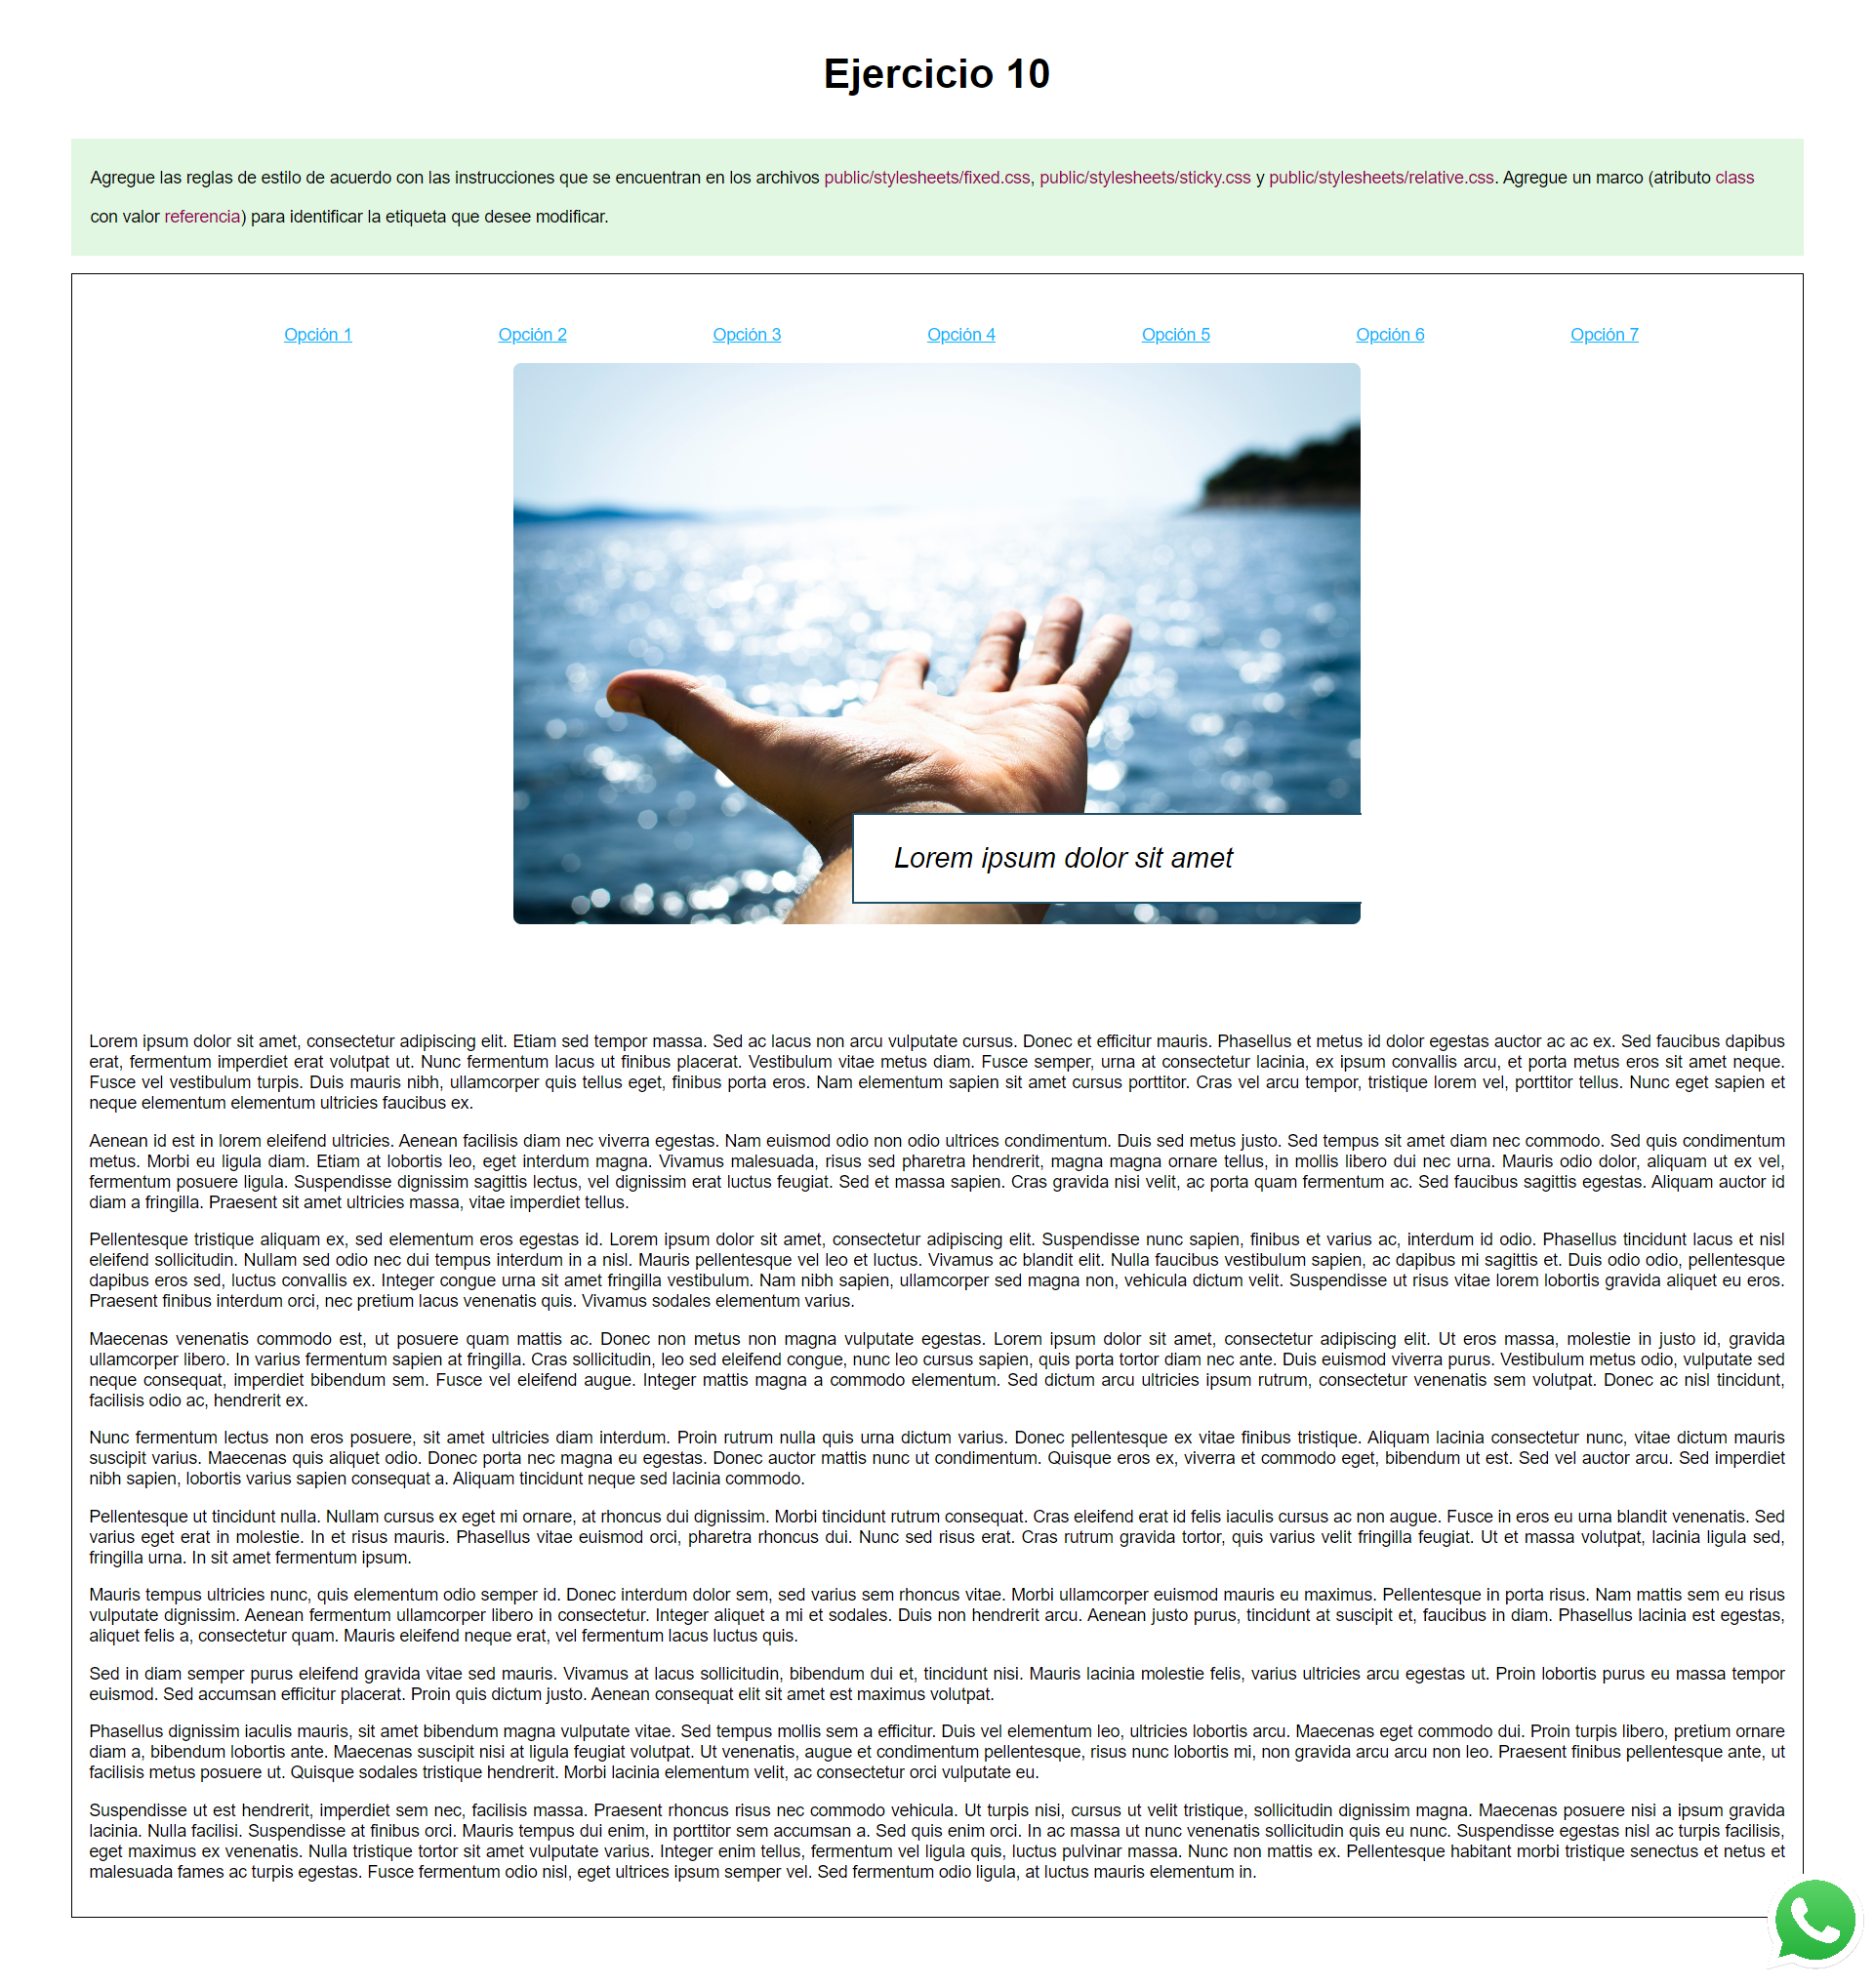 Ejercicio 10
Agregue las reglas de estilo de acuerdo con las instrucciones que se encuentran en los archivos public/stylesheets/fixed.css, public/stylesheets/sticky.css y public/stylesheets/relative.css. Agregue un marco (atributo class
con valor referencia) para identificar la etiqueta que desee modificar.
Opción 1 Opción 2 Opción 3 Opción 4 Opción 5 Opción 6 Opción 7
Lorem ipsum dolor sit amet
Lorem ipsum dolor sit amet, consectetur adipiscing elit. Etiam sed tempor massa. Sed ac lacus non arcu vulputate cursus. Donec et efficitur mauris. Phasellus et metus id dolor egestas auctor ac ac ex. Sed faucibus dapibus
erat, fermentum imperdiet erat volutpat ut. Nunc fermentum lacus ut finibus placerat. Vestibulum vitae metus diam. Fusce semper, urna at consectetur lacinia, ex ipsum convallis arcu, et porta metus eros sit amet neque.
Fusce vel vestibulum turpis. Duis mauris nibh, ullamcorper quis tellus eget, finibus porta eros. Nam elementum sapien sit amet cursus porttitor. Cras vel arcu tempor, tristique lorem vel, porttitor tellus. Nunc eget sapien et
neque elementum elementum ultricies faucibus ex.
Aenean id est in lorem eleifend ultricies. Aenean facilisis diam nec viverra egestas. Nam euismod odio non odio ultrices condimentum. Duis sed metus justo. Sed tempus sit amet diam nec commodo. Sed quis condimentum
metus. Morbi eu ligula diam. Etiam at lobortis leo, eget interdum magna. Vivamus malesuada, risus sed pharetra hendrerit, magna magna ornare tellus, in mollis libero dui nec urna. Mauris odio dolor, aliquam ut ex vel,
fermentum posuere ligula. Suspendisse dignissim sagittis lectus, vel dignissim erat luctus feugiat. Sed et massa sapien. Cras gravida nisi velit, ac porta quam fermentum ac. Sed faucibus sagittis egestas. Aliquam auctor id
diam a fringilla. Praesent sit amet ultricies massa, vitae imperdiet tellus.
Pellentesque tristique aliquam ex, sed elementum eros egestas id. Lorem ipsum dolor sit amet, consectetur adipiscing elit. Suspendisse nunc sapien, finibus et varius ac, interdum id odio. Phasellus tincidunt lacus et nisl
eleifend sollicitudin. Nullam sed odio nec dui tempus interdum in a nisl. Mauris pellentesque vel leo et luctus. Vivamus ac blandit elit. Nulla faucibus vestibulum sapien, ac dapibus mi sagittis et. Duis odio odio, pellentesque
dapibus eros sed, luctus convallis ex. Integer congue urna sit amet fringilla vestibulum. Nam nibh sapien, ullamcorper sed magna non, vehicula dictum velit. Suspendisse ut risus vitae lorem lobortis gravida aliquet eu eros.
Praesent finibus interdum orci, nec pretium lacus venenatis quis. Vivamus sodales elementum varius.
Maecenas venenatis commodo est, ut posuere quam mattis ac. Donec non metus non magna vulputate egestas. Lorem ipsum dolor sit amet, consectetur adipiscing elit. Ut eros massa, molestie in justo id, gravida
ullamcorper libero. In varius fermentum sapien at fringilla. Cras sollicitudin, leo sed eleifend congue, nunc leo cursus sapien, quis porta tortor diam nec ante. Duis euismod viverra purus. Vestibulum metus odio, vulputate sed
neque consequat, imperdiet bibendum sem. Fusce vel eleifend augue. Integer mattis magna a commodo elementum. Sed dictum arcu ultricies ipsum rutrum, consectetur venenatis sem volutpat. Donec ac nisl tincidunt,
facilisis odio ac, hendrerit ex.
Nunc fermentum lectus non eros posuere, sit amet ultricies diam interdum. Proin rutrum nulla quis urna dictum varius. Donec pellentesque ex vitae finibus tristique. Aliquam lacinia consectetur nunc, vitae dictum mauris
suscipit varius. Maecenas quis aliquet odio. Donec porta nec magna eu egestas. Donec auctor mattis nunc ut condimentum. Quisque eros ex, viverra et commodo eget, bibendum ut est. Sed vel auctor arcu. Sed imperdiet
nibh sapien, lobortis varius sapien consequat a. Aliquam tincidunt neque sed lacinia commodo.
Pellentesque ut tincidunt nulla. Nullam cursus ex eget mi ornare, at rhoncus dui dignissim. Morbi tincidunt rutrum consequat. Cras eleifend erat id felis iaculis cursus ac non augue. Fusce in eros eu urna blandit venenatis. Sed
varius eget erat in molestie. In et risus mauris. Phasellus vitae euismod orci, pharetra rhoncus dui. Nunc sed risus erat. Cras rutrum gravida tortor, quis varius velit fringilla feugiat. Ut et massa volutpat, lacinia ligula sed,
fringilla urna. In sit amet fermentum ipsum.
Mauris tempus ultricies nunc, quis elementum odio semper id. Donec interdum dolor sem, sed varius sem rhoncus vitae. Morbi ullamcorper euismod mauris eu maximus. Pellentesque in porta risus. Nam mattis sem eu risus
vulputate dignissim. Aenean fermentum ullamcorper libero in consectetur. Integer aliquet a mi et sodales. Duis non hendrerit arcu. Aenean justo purus, tincidunt at suscipit et, faucibus in diam. Phasellus lacinia est egestas,
aliquet felis a, consectetur quam. Mauris eleifend neque erat, vel fermentum lacus luctus quis.
Sed in diam semper purus eleifend gravida vitae sed mauris. Vivamus at lacus sollicitudin, bibendum dui et, tincidunt nisi. Mauris lacinia molestie felis, varius ultricies arcu egestas ut. Proin lobortis purus eu massa tempor
euismod. Sed accumsan efficitur placerat. Proin quis dictum justo. Aenean consequat elit sit amet est maximus volutpat.
Phasellus dignissim iaculis mauris, sit amet bibendum magna vulputate vitae. Sed tempus mollis sem a efficitur. Duis vel elementum leo, ultricies lobortis arcu. Maecenas eget commodo dui. Proin turpis libero, pretium ornare
diam a, bibendum lobortis ante. Maecenas suscipit nisi at ligula feugiat volutpat. Ut venenatis, augue et condimentum pellentesque, risus nunc lobortis mi, non gravida arcu arcu non leo. Praesent finibus pellentesque ante, ut
facilisis metus posuere ut. Quisque sodales tristique hendrerit. Morbi lacinia elementum velit, ac consectetur orci vulputate eu.
Suspendisse ut est hendrerit, imperdiet sem nec, facilisis massa. Praesent rhoncus risus nec commodo vehicula. Ut turpis nisi, cursus ut velit tristique, sollicitudin dignissim magna. Maecenas posuere nisi a ipsum gravida
lacinia. Nulla facilisi. Suspendisse at finibus orci. Mauris tempus dui enim, in porttitor sem accumsan a. Sed quis enim orci. In ac massa ut nunc venenatis sollicitudin quis eu nunc. Suspendisse egestas nisl ac turpis facilisis,
eget maximus ex venenatis. Nulla tristique tortor sit amet vulputate varius. Integer enim tellus, fermentum vel ligula quis, luctus pulvinar massa. Nunc non mattis ex. Pellentesque habitant morbi tristique senectus et netus et
malesuada fames ac turpis egestas. Fusce fermentum odio nisl, eget ultrices ipsum semper vel. Sed fermentum odio ligula, at luctus mauris elementum in.